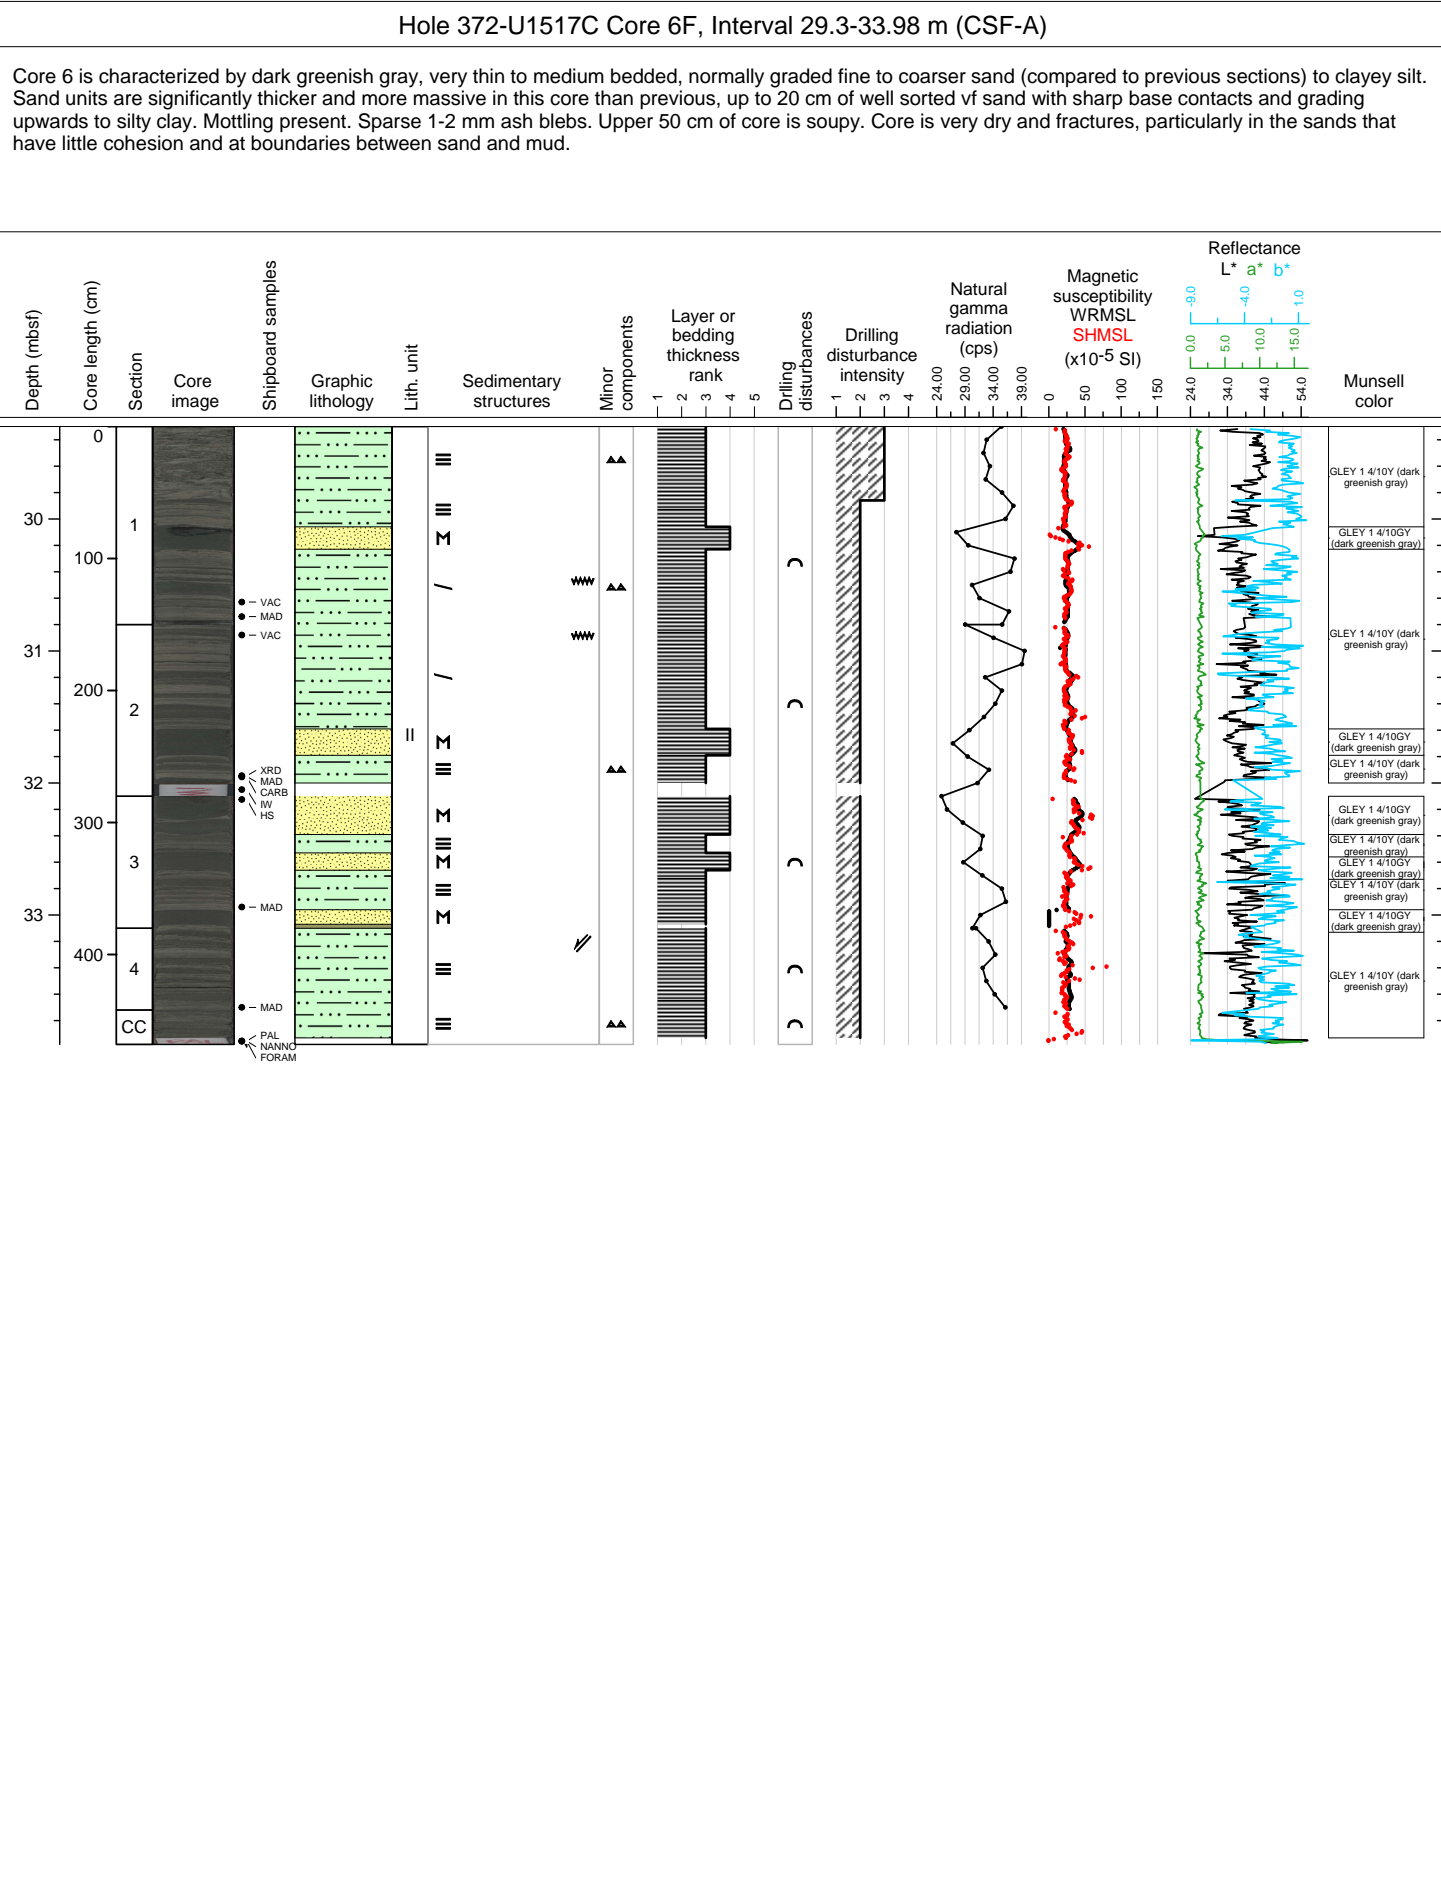 Hole 372-U1517C Core 6F, Interval 29.3-33.98 m (CSF-A)
Core 6 is characterized by dark greenish gray, very thin to medium bedded, normally graded fine to coarser sand (compared to previous sections) to clayey silt.
Sand units are significantly thicker and more massive in this core than previous, up to 20 cm of well sorted vf sand with sharp base contacts and grading
upwards to silty clay. Mottling present. Sparse 1-2 mm ash blebs. Upper 50 cm of core is soupy. Core is very dry and fractures, particularly in the sands that
have little cohesion and at boundaries between sand and mud.
Depth (mbsf)
Core length (cm)
Section
Core
image
Shipboard samples
Graphic
lithology
Lith. unit
Sedimentary
structures
Minor
components
Layer or
bedding
thickness
rank
1 2 3 4 5
Drlling
disturbances
Drilling
disturbance
intensity
1 2 3 4
Natural
gamma
radiation
(cps)
24.00 29.00 34.00 39.00
Magnetic
susceptibility
WRMSL
SHMSL
(x10-5 SI)
0 50 100 150
Reflectance
L* a* b*
-9.0 -4.0 1.0
0.0 5.0 10.0 15.0
24.0 34.0 44.0 54.0
Munsell
color
30
31
32
33
0
100
200
300
400
1
2
3
4
CC
VAC
MAD
VAC
XRD
MAD
CARB
IW
HS
MAD
MAD
PAL
NANNO
FORAM
II
M
M
M
M
M
GLEY 1 4/10Y (dark
greenish gray)
GLEY 1 4/10GY
(dark greenish gray)
GLEY 1 4/10Y (dark
greenish gray)
GLEY 1 4/10GY
(dark greenish gray)
GLEY 1 4/10Y (dark
greenish gray)
GLEY 1 4/10GY
(dark greenish gray)
GLEY 1 4/10Y (dark
greenish gray)
GLEY 1 4/10GY
(dark greenish gray)
GLEY 1 4/10Y (dark
greenish gray)
GLEY 1 4/10GY
(dark greenish gray)
GLEY 1 4/10Y (dark
greenish gray)